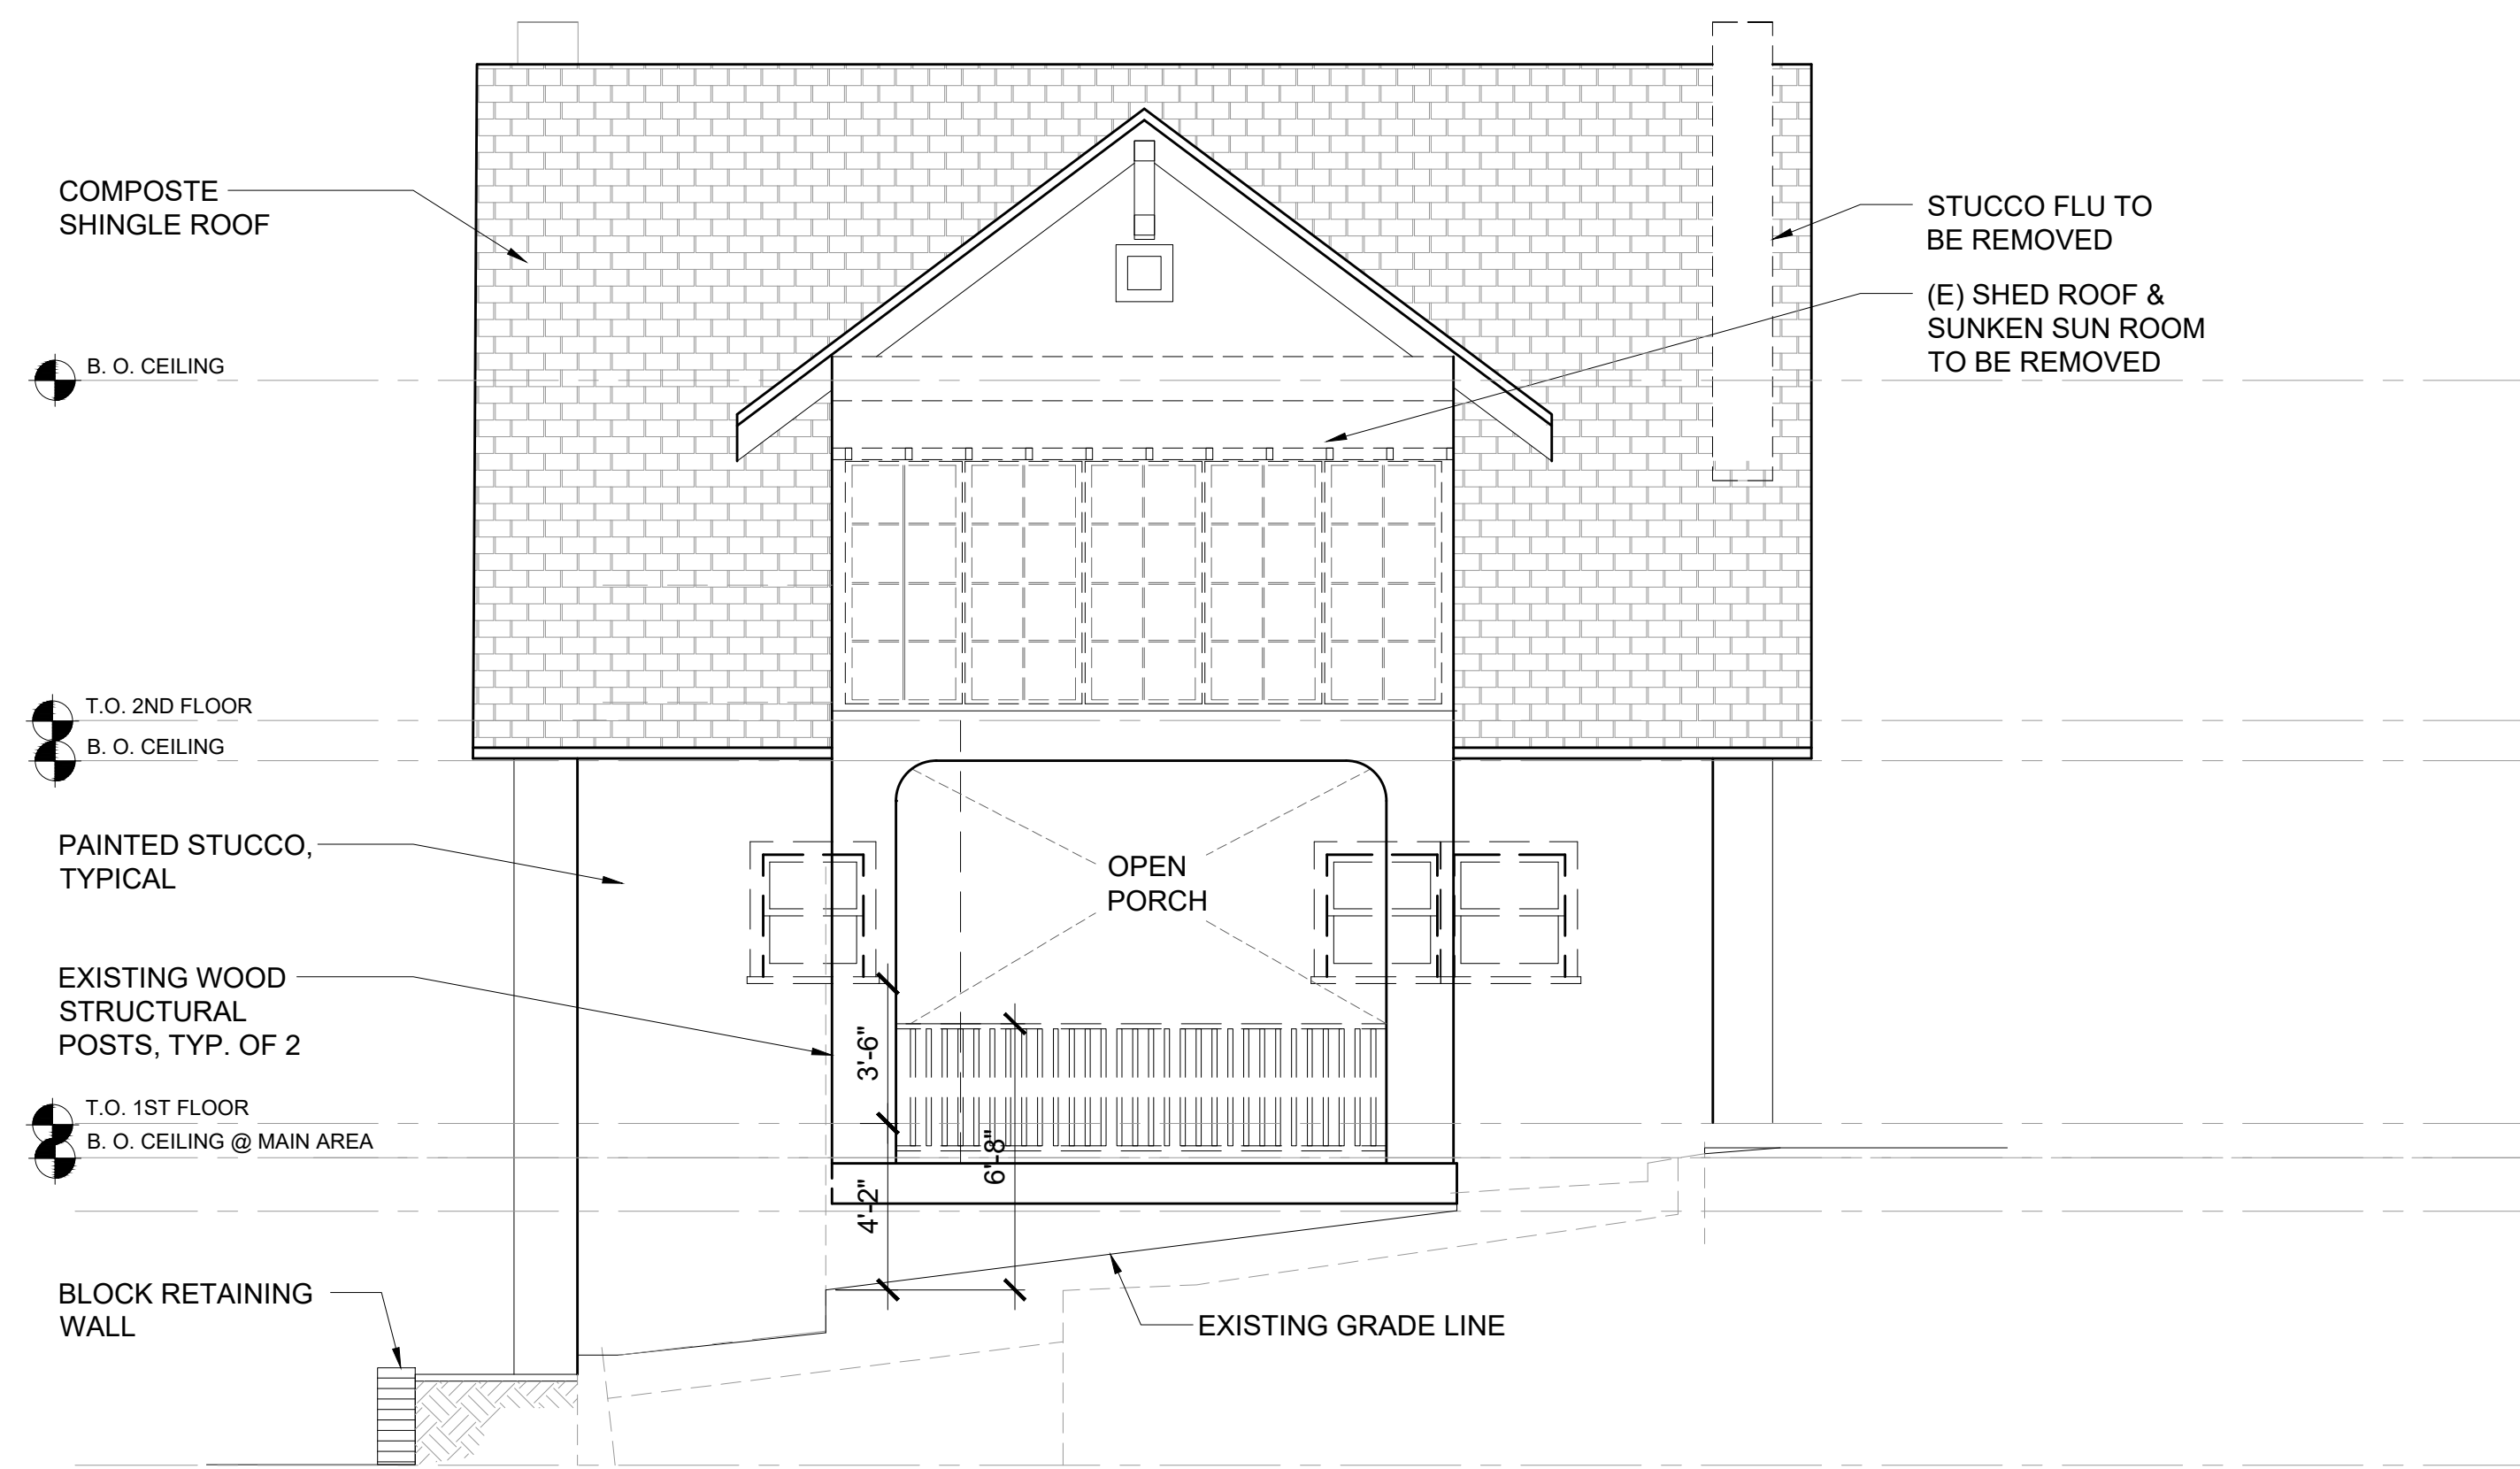 COMPOSTE
SHINGLE ROOF
STUCCO FLU TO
BE REMOVED
(E) SHED ROOF &
SUNKEN SUN ROOM
TO BE REMOVED
B. O. CEILING
T.O. 2ND FLOOR
B. O. CEILING
PAINTED STUCCO,
TYPICAL
OPEN
PORCH
EXISTING WOOD
STRUCTURAL
POSTS, TYP. OF 2
3'-6"
T.O. 1ST FLOOR
B. O. CEILING @ MAIN AREA
6'-8"
4'-2"
BLOCK RETAINING
WALL
EXISTING GRADE LINE